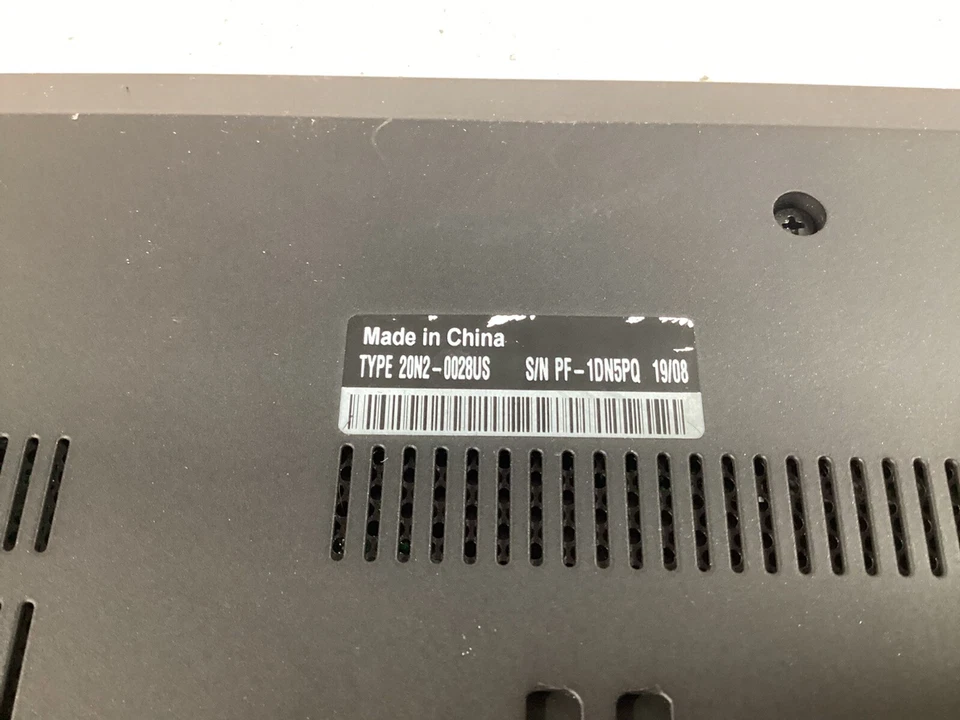 Made in China
TYPE 20N2-0028US S/N PF-1DN5PQ 19/08